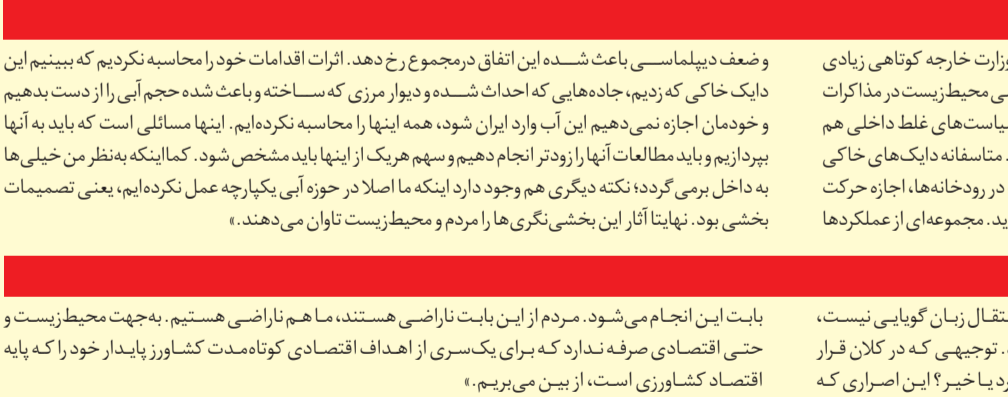 وزارت خارجه کوتاهی زیادی
محیط‌زیست در مذاکرات
سیاست‌های غلط داخلی هم
متاسفانه دایک‌های خاکی
در رودخانه‌ها، اجازه حرکت
مجموعه‌ای از عملکردها
و ضعف دیپلماسی باعث شده این اتفاق درمجموع رخ دهد. اثرات اقدامات خود را محاسبه نکردیم که ببینیم این
دایک خاکی که زدیم، جاده‌هایی که احداث شده و دیوار مرزی که ساخته و باعث شده حجم آبی را از دست بدهیم
و خودمان اجازه نمی‌دهیم این آب وارد ایران شود، همه اینها را محاسبه نکرده‌ایم. اینها مسائلی است که باید به آنها
بپردازیم و باید مطالعات آنها را زودتر انجام دهیم و سهم هریک از اینها باید مشخص شود. کمااینکه به‌نظر من خیلی‌ها
به داخل برمی‌گردد؛ نکته دیگری هم وجود دارد اینکه ما اصلا در حوزه آبی یکپارچه عمل نکرده‌ایم، یعنی تصمیمات
بخشی بود. نهایتا آثار این بخشی‌نگری‌ها را مردم و محیط‌زیست تاوان می‌دهند.»
زبان گویایی نیست،
توجیهی که در کلان قرار
یا خیر؟ این اصراری که
بابت این انجام می‌شود. مردم از این بابت ناراضی هستند، ما هم ناراضی هستیم. به‌جهت محیط‌زیست و
حتی اقتصادی صرفه ندارد که برای یک‌سری از اهداف اقتصادی کوتاه‌مدت کشاورز پایدار خود را که پایه
اقتصاد کشاورزی است، از بین می‌بریم.»